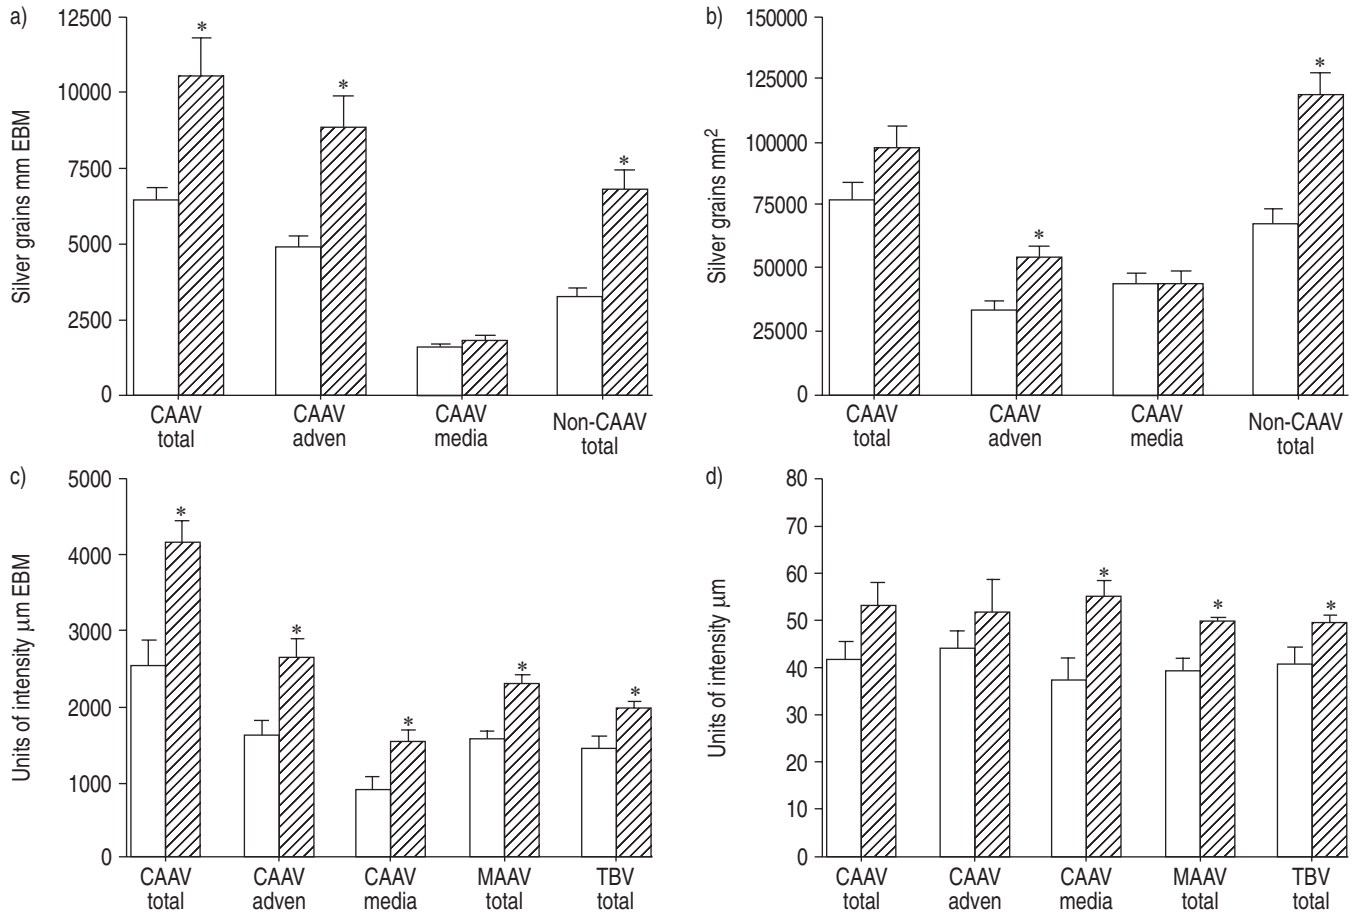 a)
12500
10000
7500
5000
2500
0
Silver grains mm EBM
* * *
CAAV total
CAAV adven
CAAV media
Non-CAAV total
b)
150000
125000
100000
75000
50000
25000
0
Silver grains mm²
* *
CAAV total
CAAV adven
CAAV media
Non-CAAV total
c)
5000
4000
3000
2000
1000
0
Units of intensity µm EBM
* * * * *
CAAV total
CAAV adven
CAAV media
MAAV total
TBV total
d)
80
70
60
50
40
30
20
10
0
Units of intensity µm
* * *
CAAV total
CAAV adven
CAAV media
MAAV total
TBV total